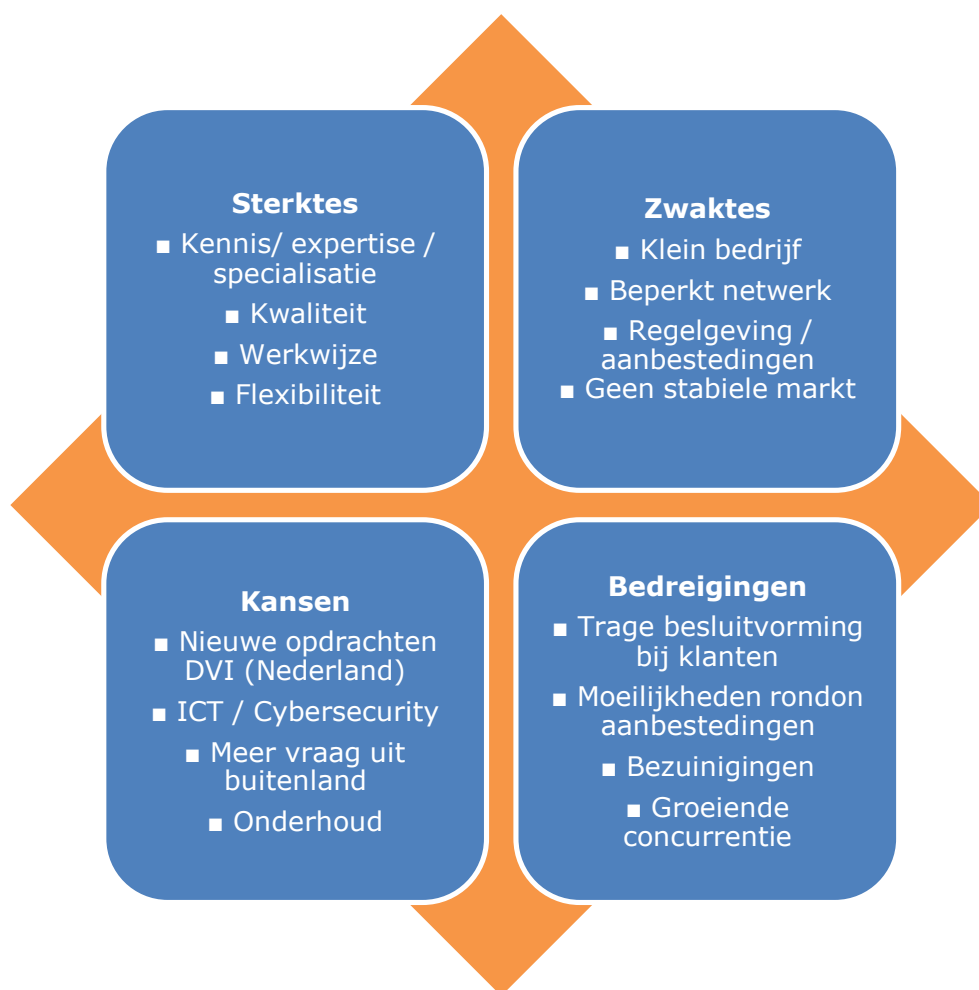 Sterktes
▪ Kennis/ expertise /
specialisatie
▪ Kwaliteit
▪ Werkwijze
▪ Flexibiliteit
Zwaktes
▪ Klein bedrijf
▪ Beperkt netwerk
▪ Regelgeving /
aanbestedingen
▪ Geen stabiele markt
Kansen
▪ Nieuwe opdrachten
DVI (Nederland)
▪ ICT / Cybersecurity
▪ Meer vraag uit
buitenland
▪ Onderhoud
Bedreigingen
▪ Trage besluitvorming
bij klanten
▪ Moeilijkheden rondon
aanbestedingen
▪ Bezuinigingen
▪ Groeiende
concurrentie